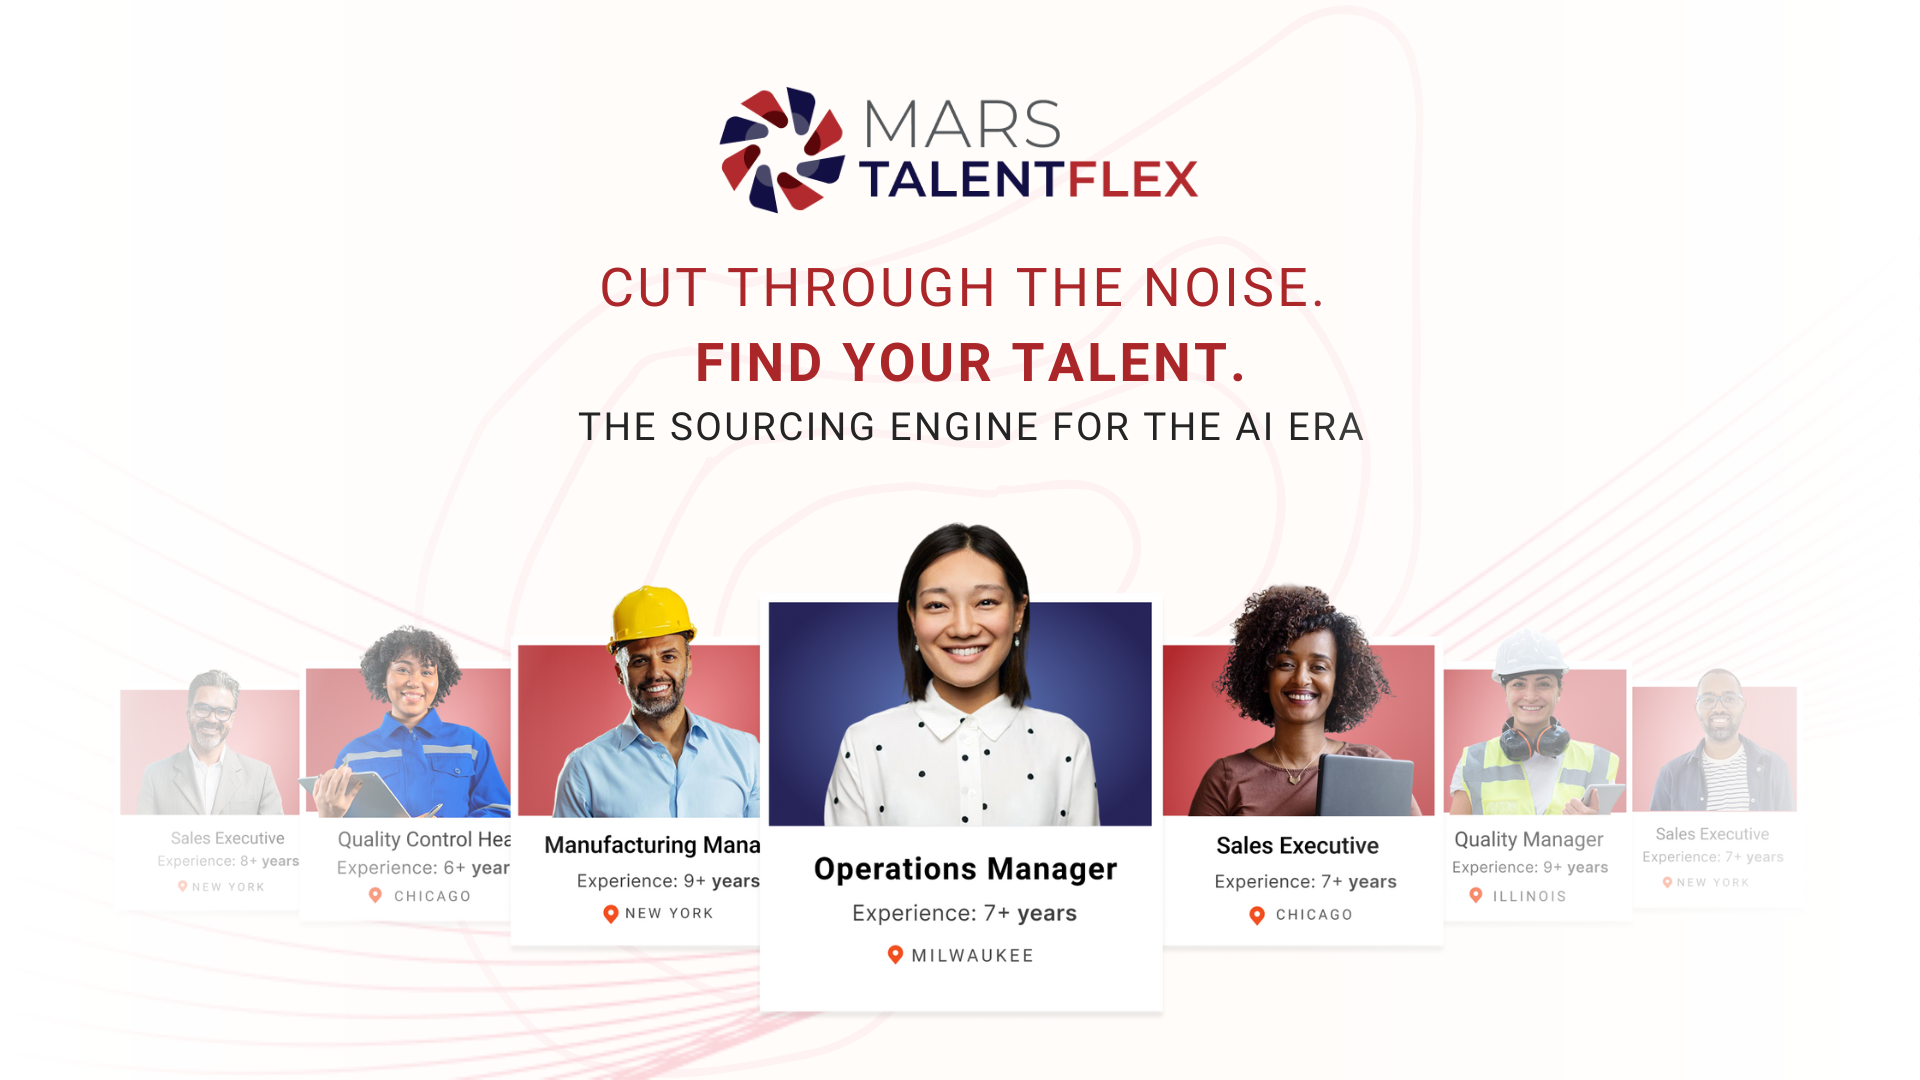 MARS
TALENTFLEX
CUT THROUGH THE NOISE.
FIND YOUR TALENT.
THE SOURCING ENGINE FOR THE AI ERA
Sales Executive
Experience: 8+ years
NEW YORK
Quality Control Hea
Experience: 6+ year
CHICAGO
Manufacturing Mana
Experience: 9+ years
NEW YORK
Operations Manager
Experience: 7+ years
MILWAUKEE
Sales Executive
Experience: 7+ years
CHICAGO
Quality Manager
Experience: 9+ years
ILLINOIS
Sales Executive
Experience: 7+ years
NEW YORK